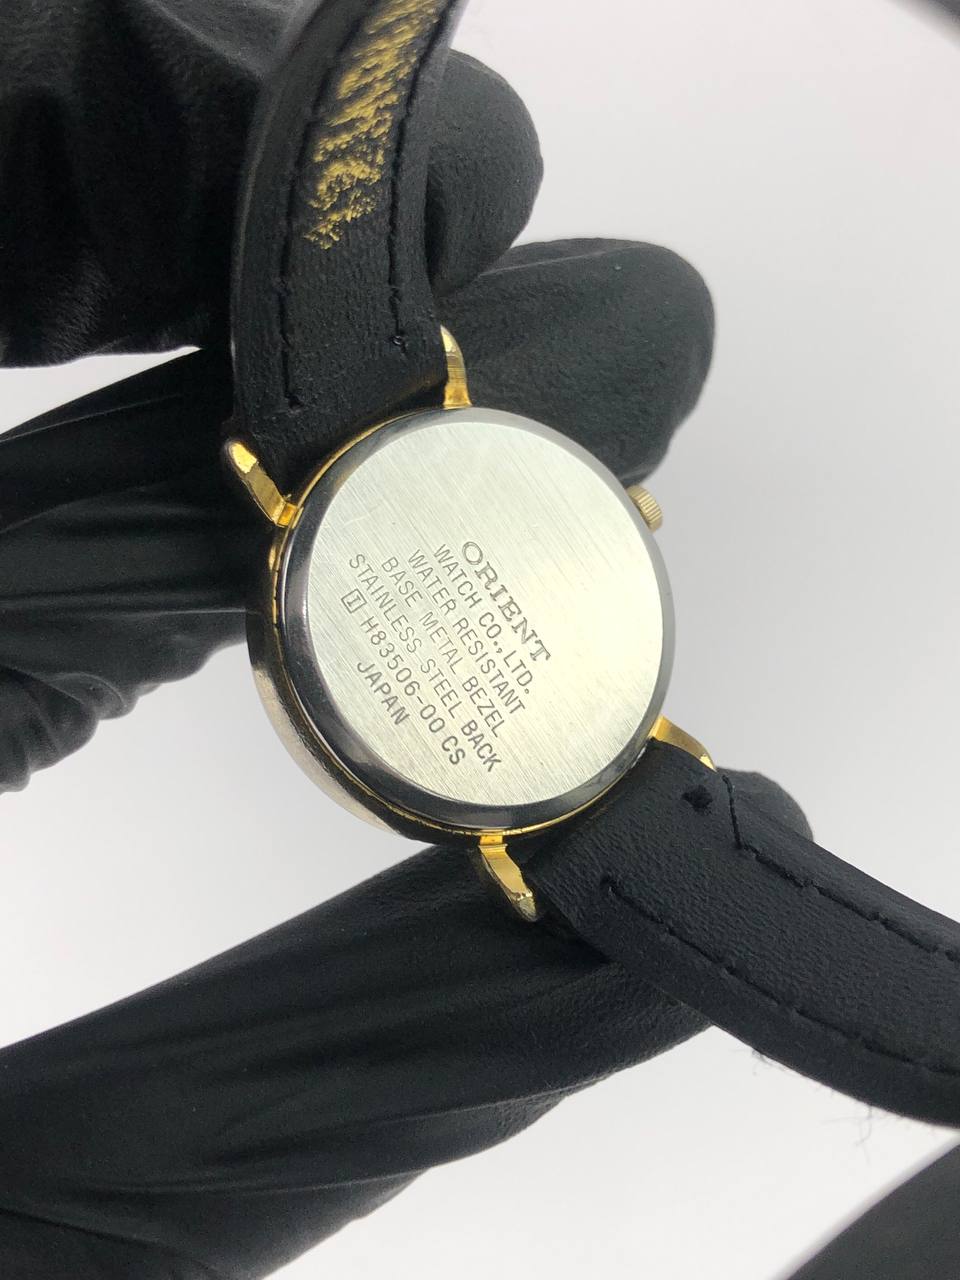 ORIENT
WATCH CO., LTD.
WATER RESISTANT
BASE METAL BEZEL
STAINLESS STEEL BACK
I H83506-00 CS
JAPAN